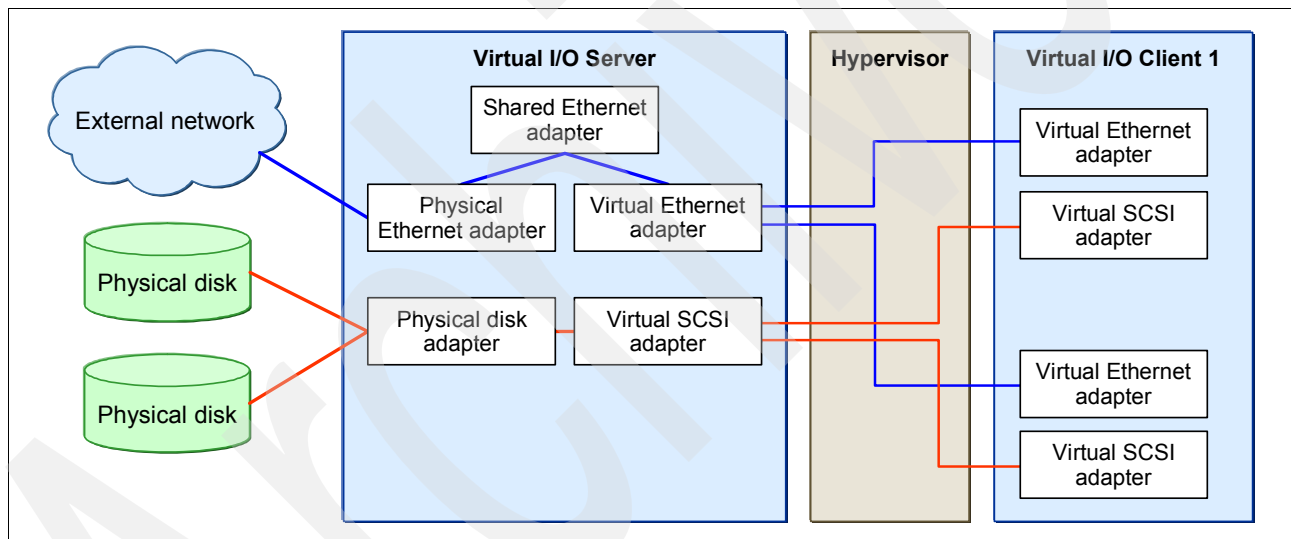 Virtual I/O Server
Hypervisor
Virtual I/O Client 1
External network
Shared Ethernet
adapter
Virtual Ethernet
adapter
Physical
Ethernet adapter
Virtual Ethernet
adapter
Virtual SCSI
adapter
Physical disk
Physical disk
adapter
Virtual SCSI
adapter
Virtual Ethernet
adapter
Physical disk
Virtual SCSI
adapter